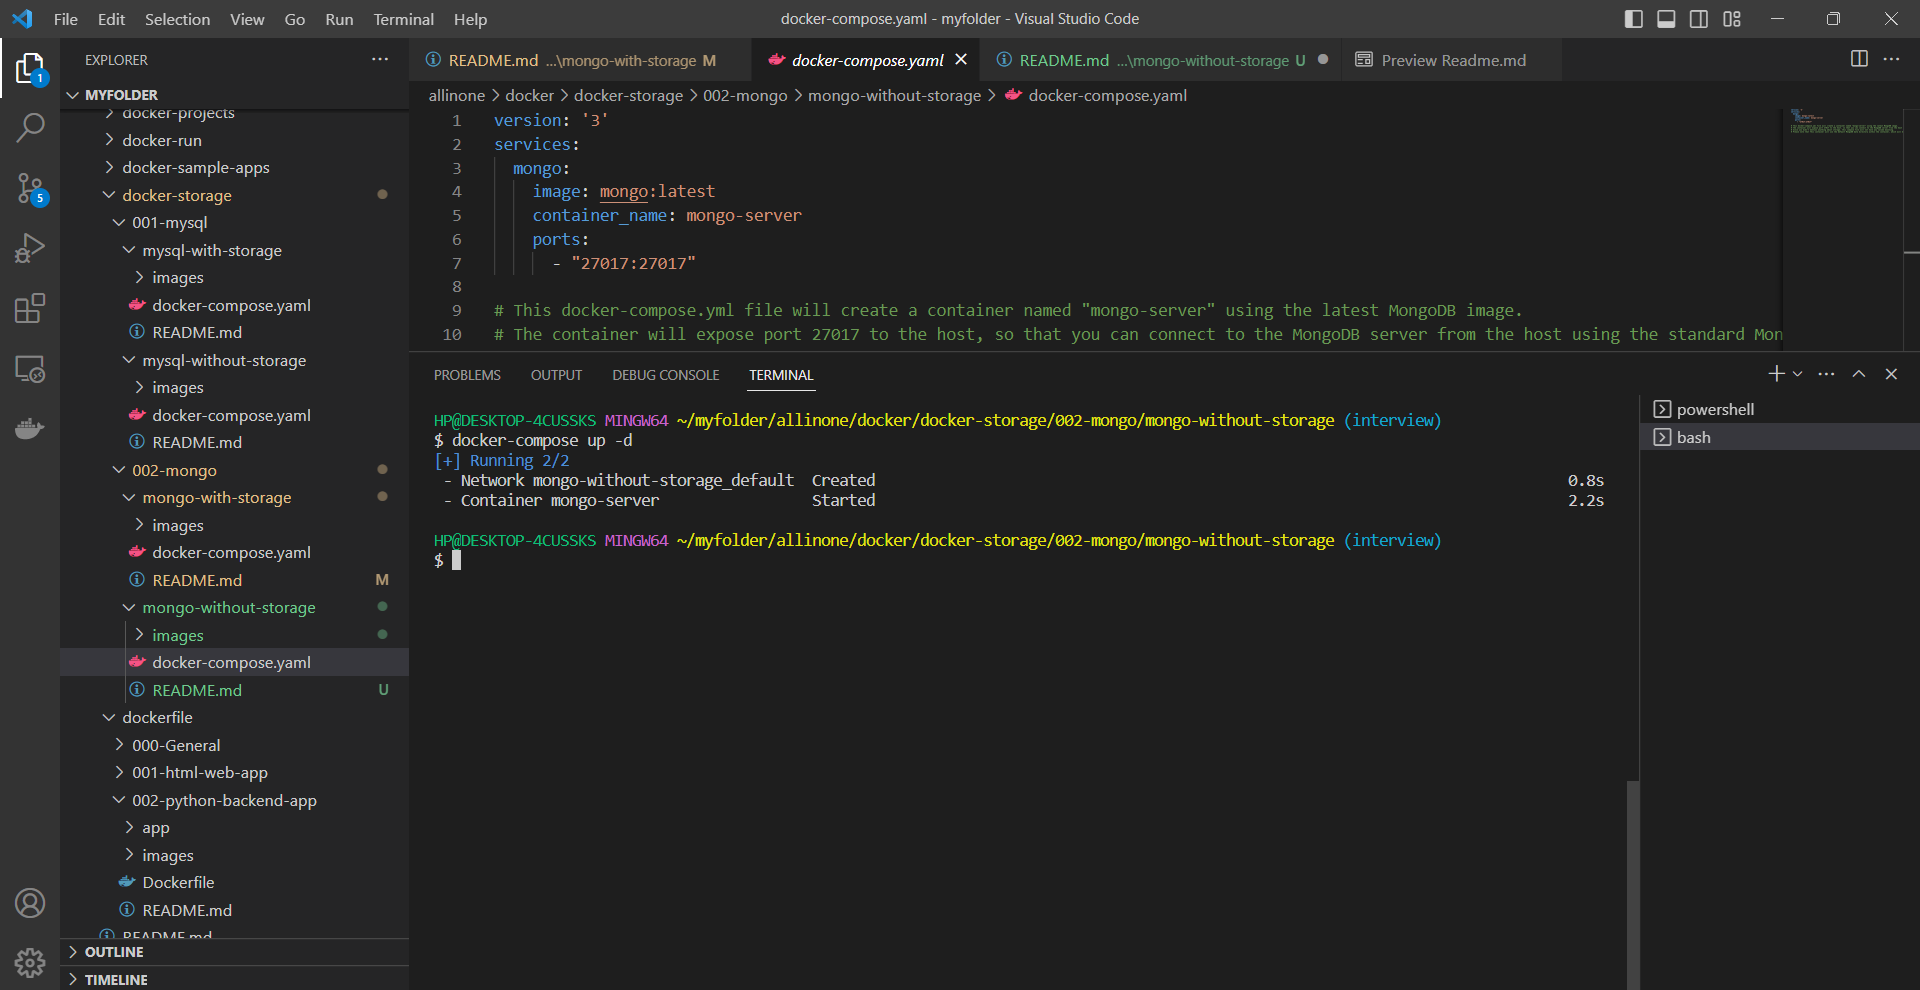 File Edit Selection View Go Run Terminal Help
docker-compose.yaml - myfolder - Visual Studio Code
1
5
EXPLORER
MYFOLDER
docker-projects
docker-run
docker-sample-apps
docker-storage
001-mysql
mysql-with-storage
images
docker-compose.yaml
README.md
mysql-without-storage
images
docker-compose.yaml
README.md
002-mongo
mongo-with-storage
images
docker-compose.yaml
README.md M
mongo-without-storage
images
docker-compose.yaml
README.md U
dockerfile
000-General
001-html-web-app
002-python-backend-app
app
images
Dockerfile
README.md
README.md
OUTLINE
TIMELINE
README.md ...\mongo-with-storage M
docker-compose.yaml
README.md ...\mongo-without-storage U
Preview Readme.md
allinone > docker > docker-storage > 002-mongo > mongo-without-storage > docker-compose.yaml
1 version: '3'
2 services:
3 mongo:
4 image: mongo:latest
5 container_name: mongo-server
6 ports:
7 - "27017:27017"
8
9 # This docker-compose.yml file will create a container named "mongo-server" using the latest MongoDB image.
10 # The container will expose port 27017 to the host, so that you can connect to the MongoDB server from the host using the standard Mon
PROBLEMS OUTPUT DEBUG CONSOLE TERMINAL
HP@DESKTOP-4CUSSKS MINGW64 ~/myfolder/allinone/docker/docker-storage/002-mongo/mongo-without-storage (interview)
$ docker-compose up -d
[+] Running 2/2
- Network mongo-without-storage_default Created 0.8s
- Container mongo-server Started 2.2s
HP@DESKTOP-4CUSSKS MINGW64 ~/myfolder/allinone/docker/docker-storage/002-mongo/mongo-without-storage (interview)
$
powershell
bash